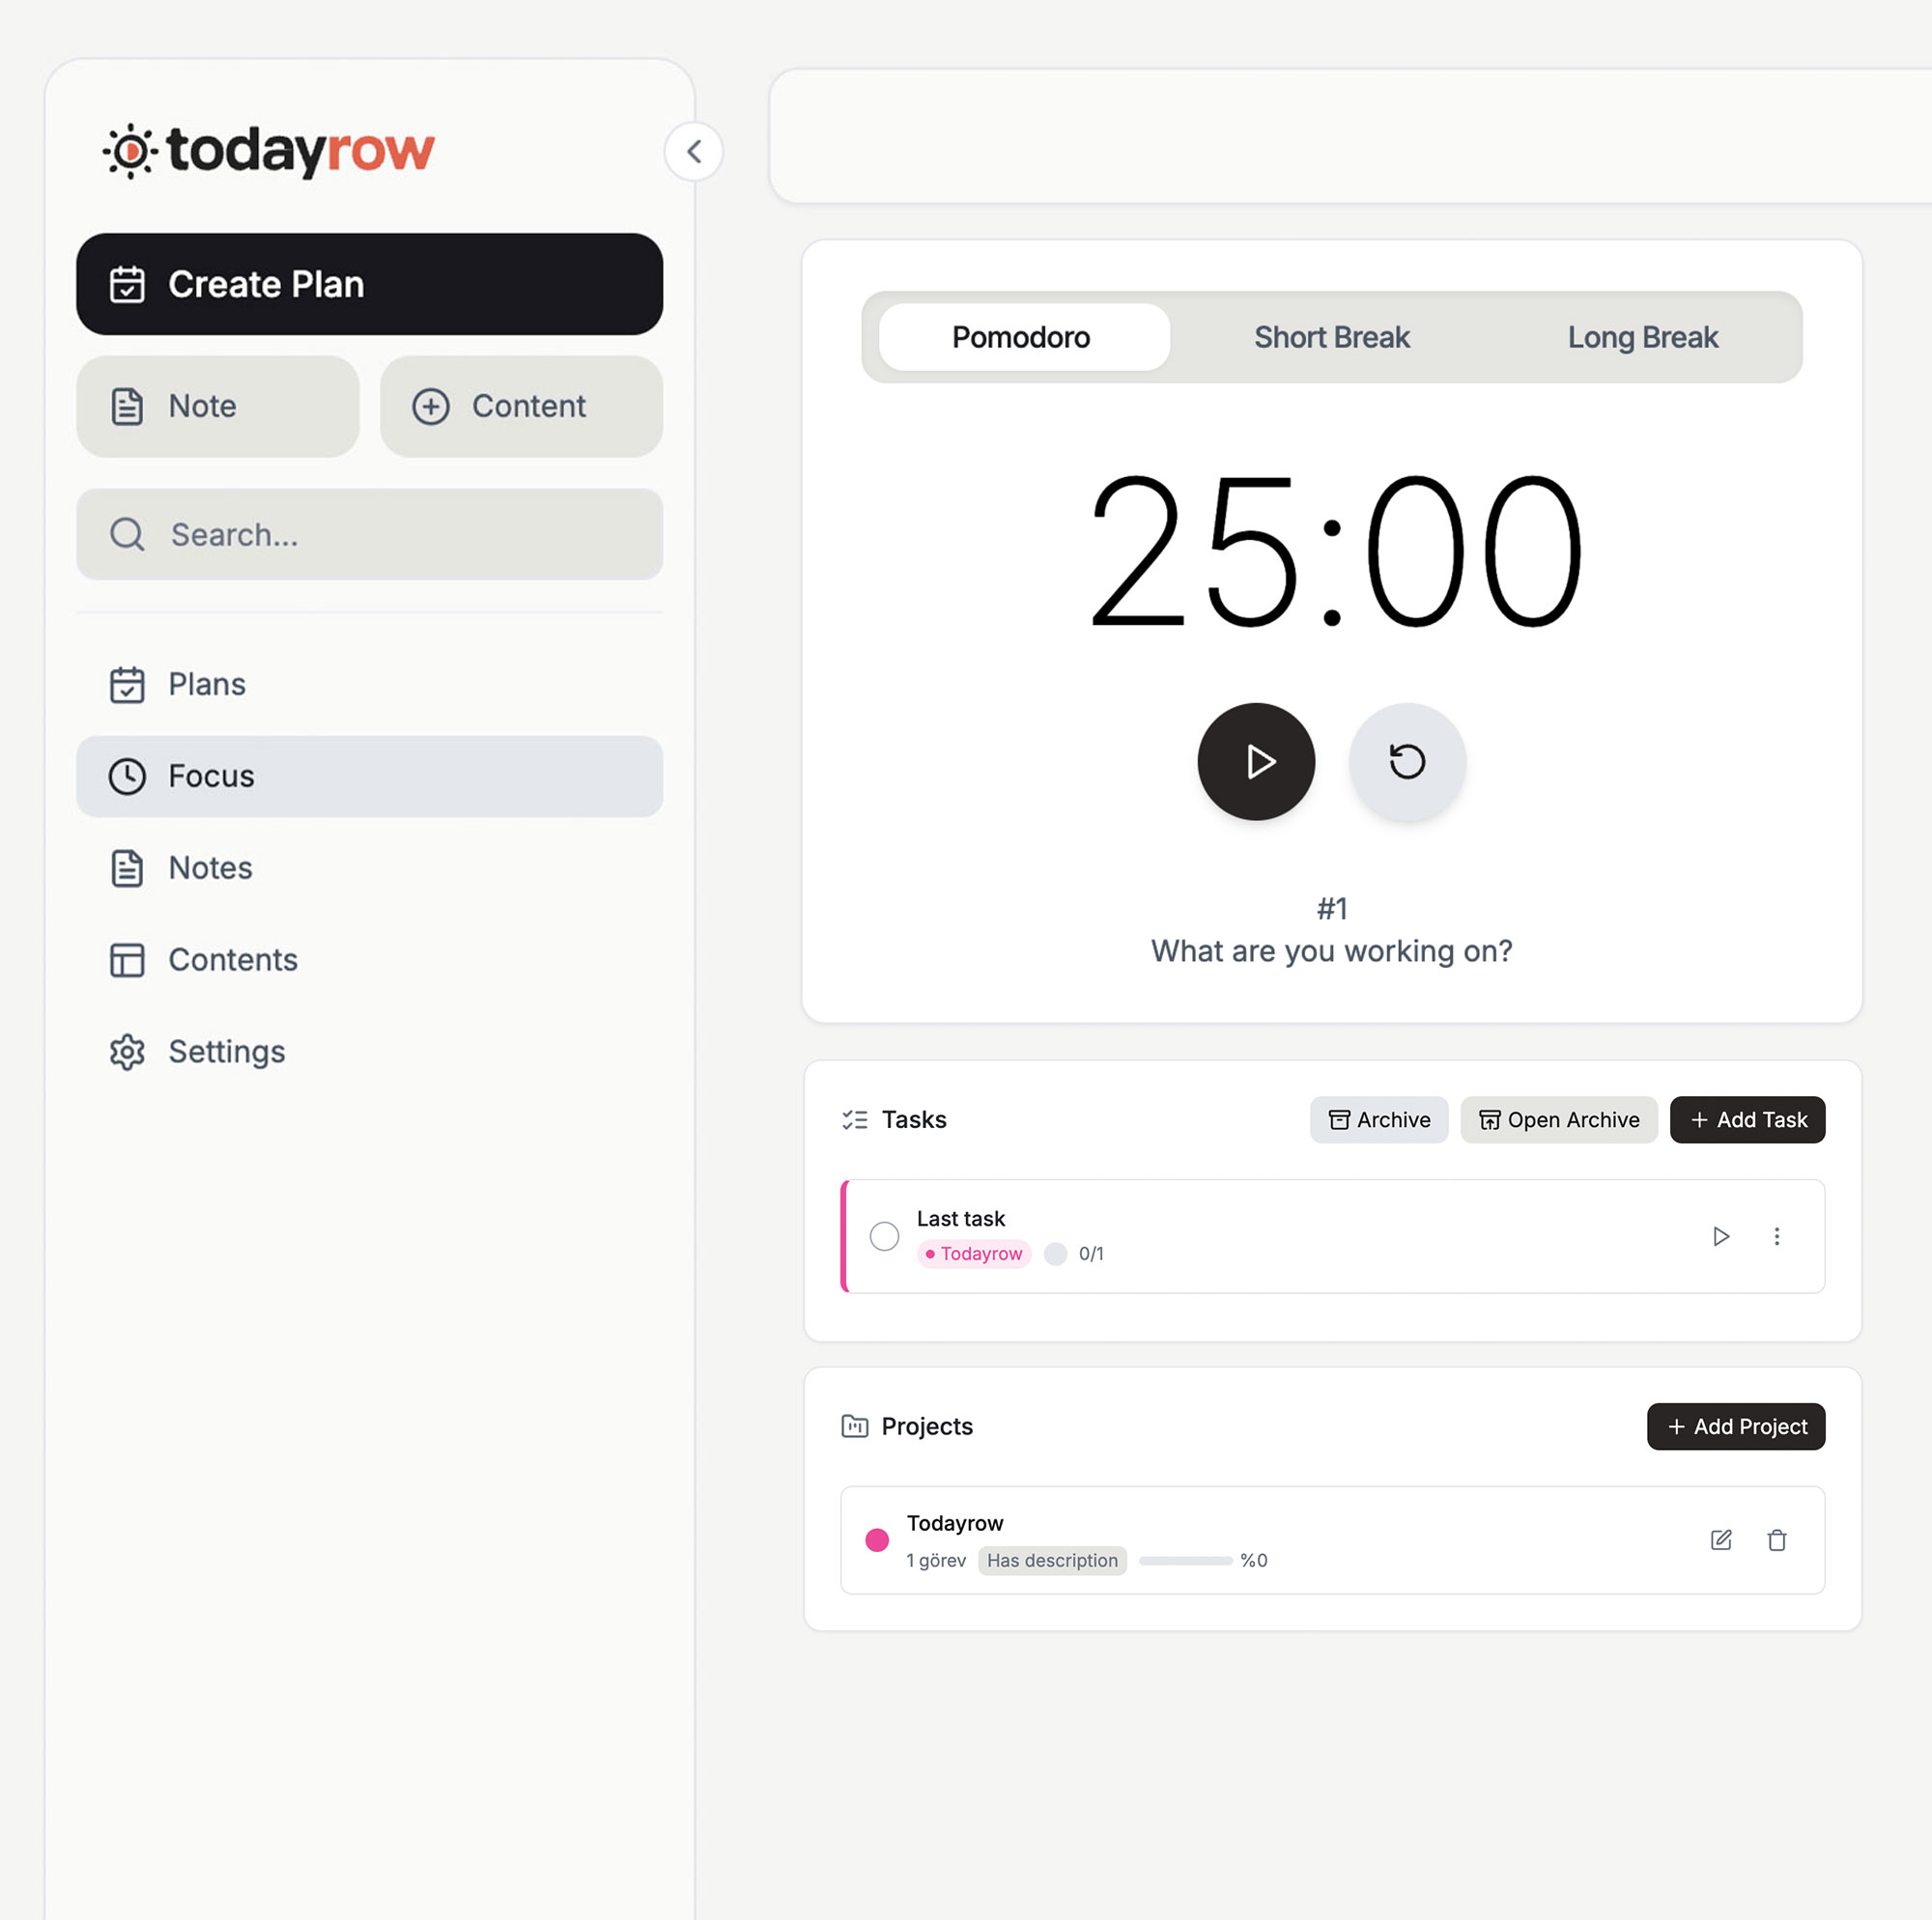 todayrow
Create Plan
Note
Content
Search...
Plans
Focus
Notes
Contents
Settings
Pomodoro
Short Break
Long Break
25:00
#1
What are you working on?
Tasks
Archive
Open Archive
+ Add Task
Last task
Todayrow
0/1
Projects
+ Add Project
Todayrow
1 görev
Has description
%0